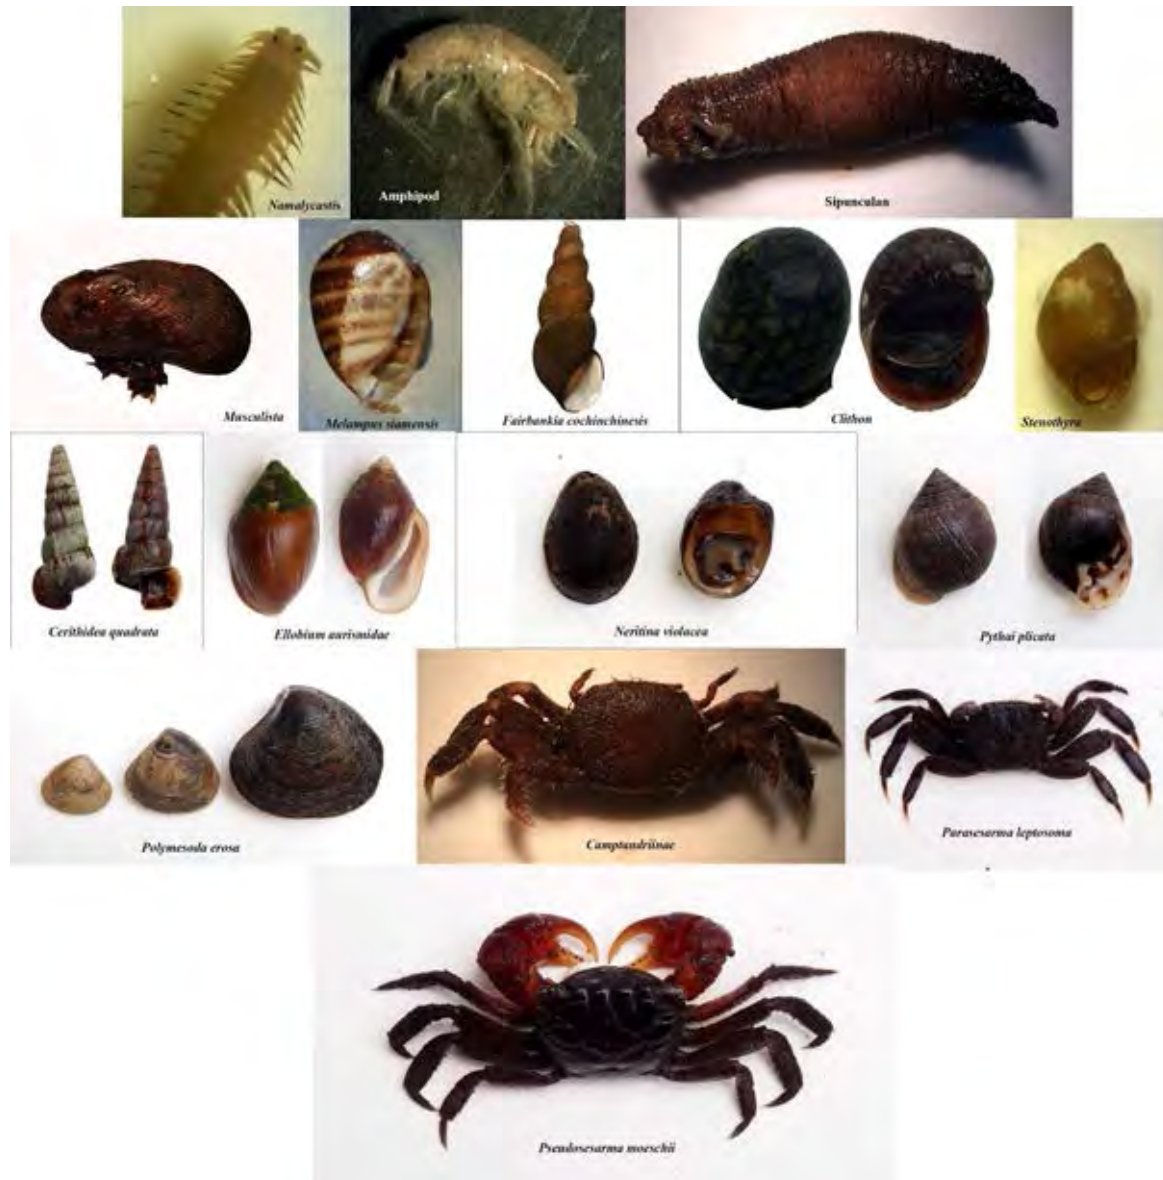 Namalycastis
Amphipod
Sipunculan
Musculista
Melampus siamensis
Fairbankia cochinchinesis
Clithon
Stenothyra
Cerithidea quadrata
Ellobium aurismidae
Neritina violacea
Pythai plicata
Polymesoda erosa
Camptandriinae
Parasesarma leptosoma
Pseudosesarma moeschii